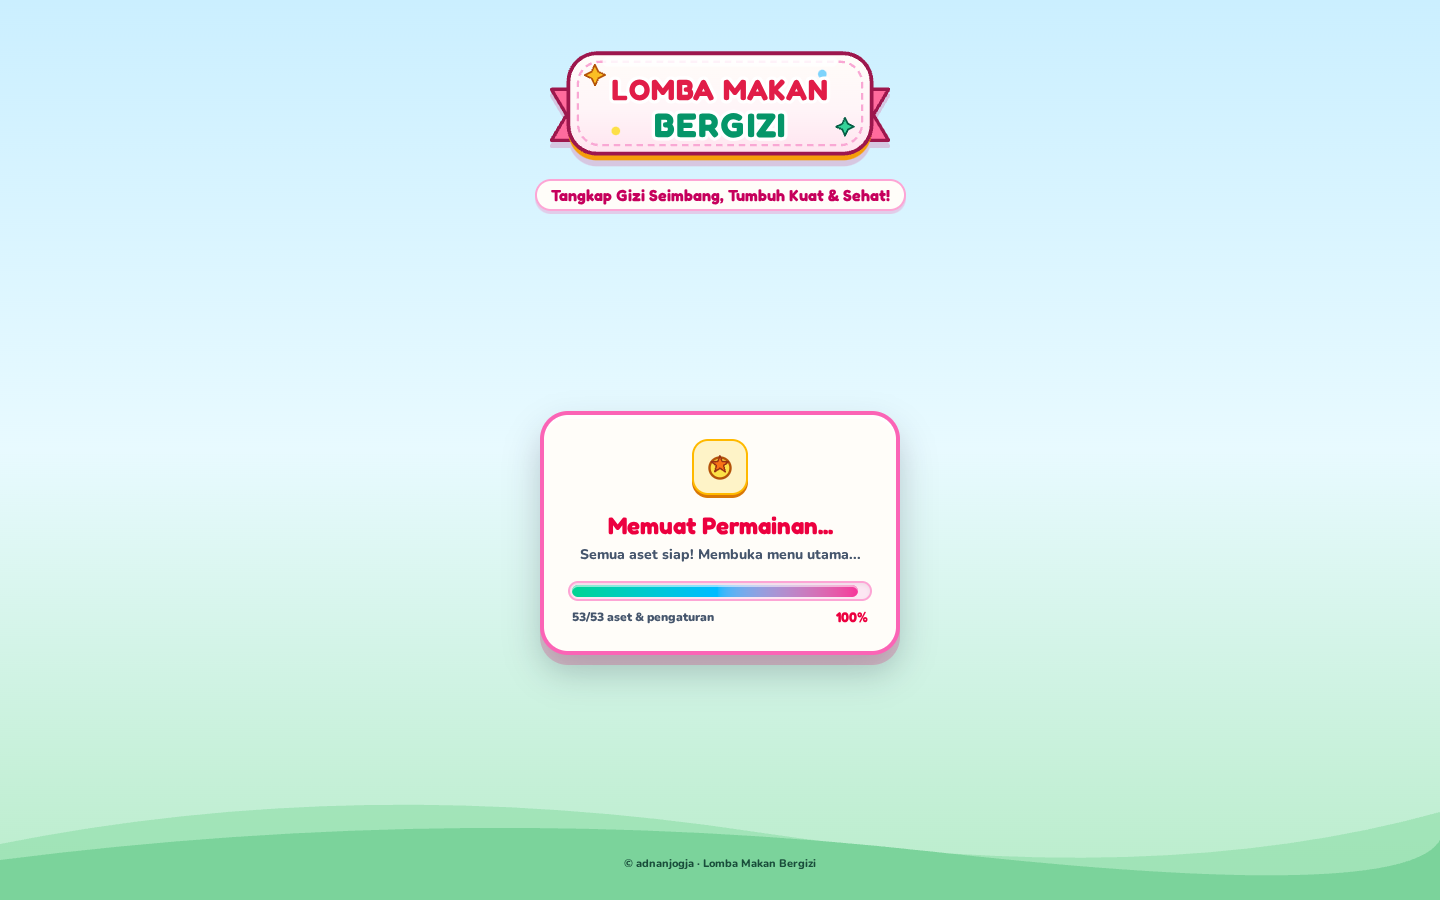 LOMBA MAKAN
BERGIZI
Tangkap Gizi Seimbang, Tumbuh Kuat & Sehat!
Memuat Permainan...
Semua aset siap! Membuka menu utama...
53/53 aset & pengaturan
100%
© adnanjogja · Lomba Makan Bergizi